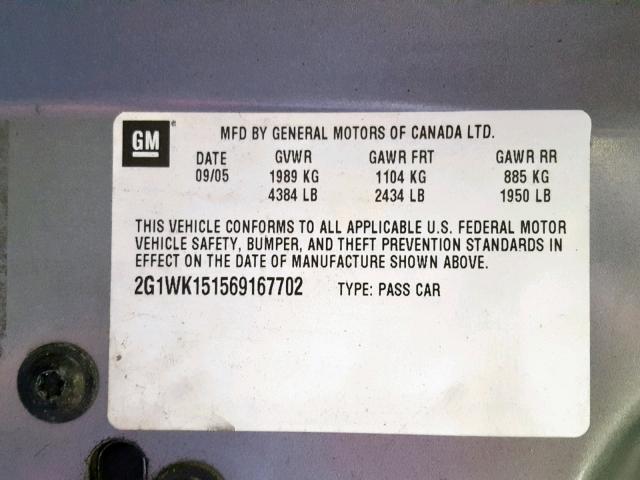 GM ® MFD BY GENERAL MOTORS OF CANADA LTD.
DATE GVWR GAWR FRT GAWR RR
09/05 1989 KG 1104 KG 885 KG
4384 LB 2434 LB 1950 LB
THIS VEHICLE CONFORMS TO ALL APPLICABLE U.S. FEDERAL MOTOR
VEHICLE SAFETY, BUMPER, AND THEFT PREVENTION STANDARDS IN
EFFECT ON THE DATE OF MANUFACTURE SHOWN ABOVE.
2G1WK151569167702 TYPE: PASS CAR